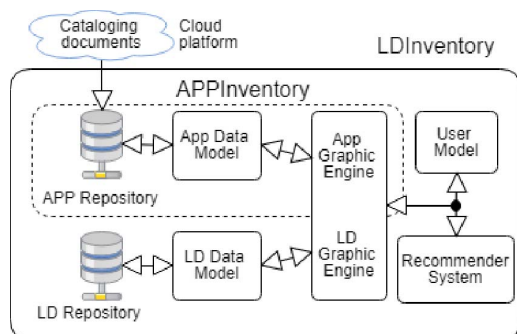 Cataloging
documents
Cloud
platform
LDInventory
APPInventory
App Data
Model
App
Graphic
Engine
User
Model
APP Repository
LD Data
Model
LD
Graphic
Engine
Recommender
System
LD Repository